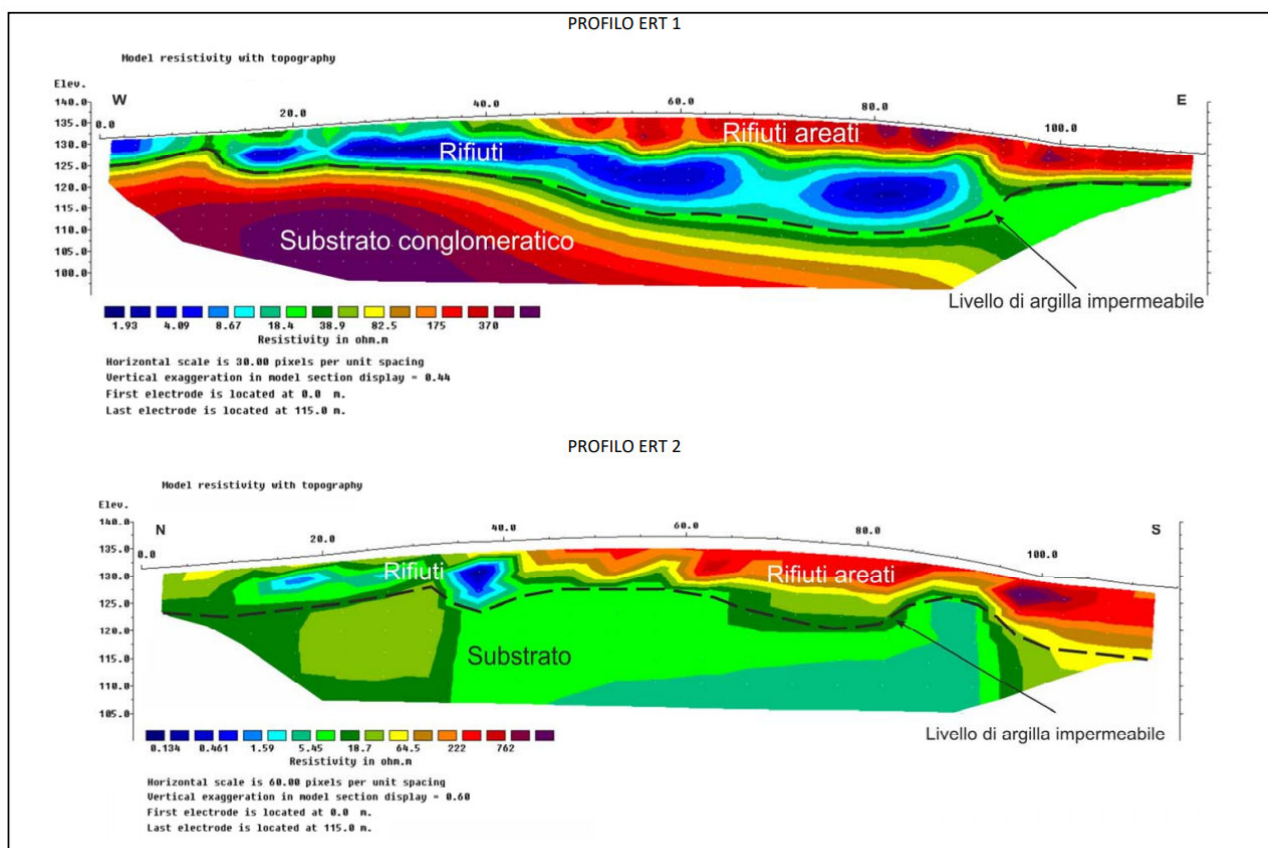 PROFILO ERT 1
Model resistivity with topography
Elev.
W
E
140.0
135.0
130.0
125.0
120.0
115.0
110.0
105.0
100.0
0.0
20.0
40.0
60.0
80.0
100.0
Rifiuti areati
Rifiuti
Substrato conglomeratico
Livello di argilla impermeabile
1.93 4.09 8.67 18.4 38.9 82.5 175 370
Resistivity in ohm.m
Horizontal scale is 30.00 pixels per unit spacing
Vertical exaggeration in model section display = 0.44
First electrode is located at 0.0 m.
Last electrode is located at 115.0 m.
PROFILO ERT 2
Model resistivity with topography
Elev.
N
S
140.0
135.0
130.0
125.0
120.0
115.0
110.0
105.0
0.0
20.0
40.0
60.0
80.0
100.0
Rifiuti
Rifiuti areati
Substrato
Livello di argilla impermeabile
0.134 0.461 1.59 5.45 18.7 64.5 222 762
Resistivity in ohm.m
Horizontal scale is 60.00 pixels per unit spacing
Vertical exaggeration in model section display = 0.60
First electrode is located at 0.0 m.
Last electrode is located at 115.0 m.